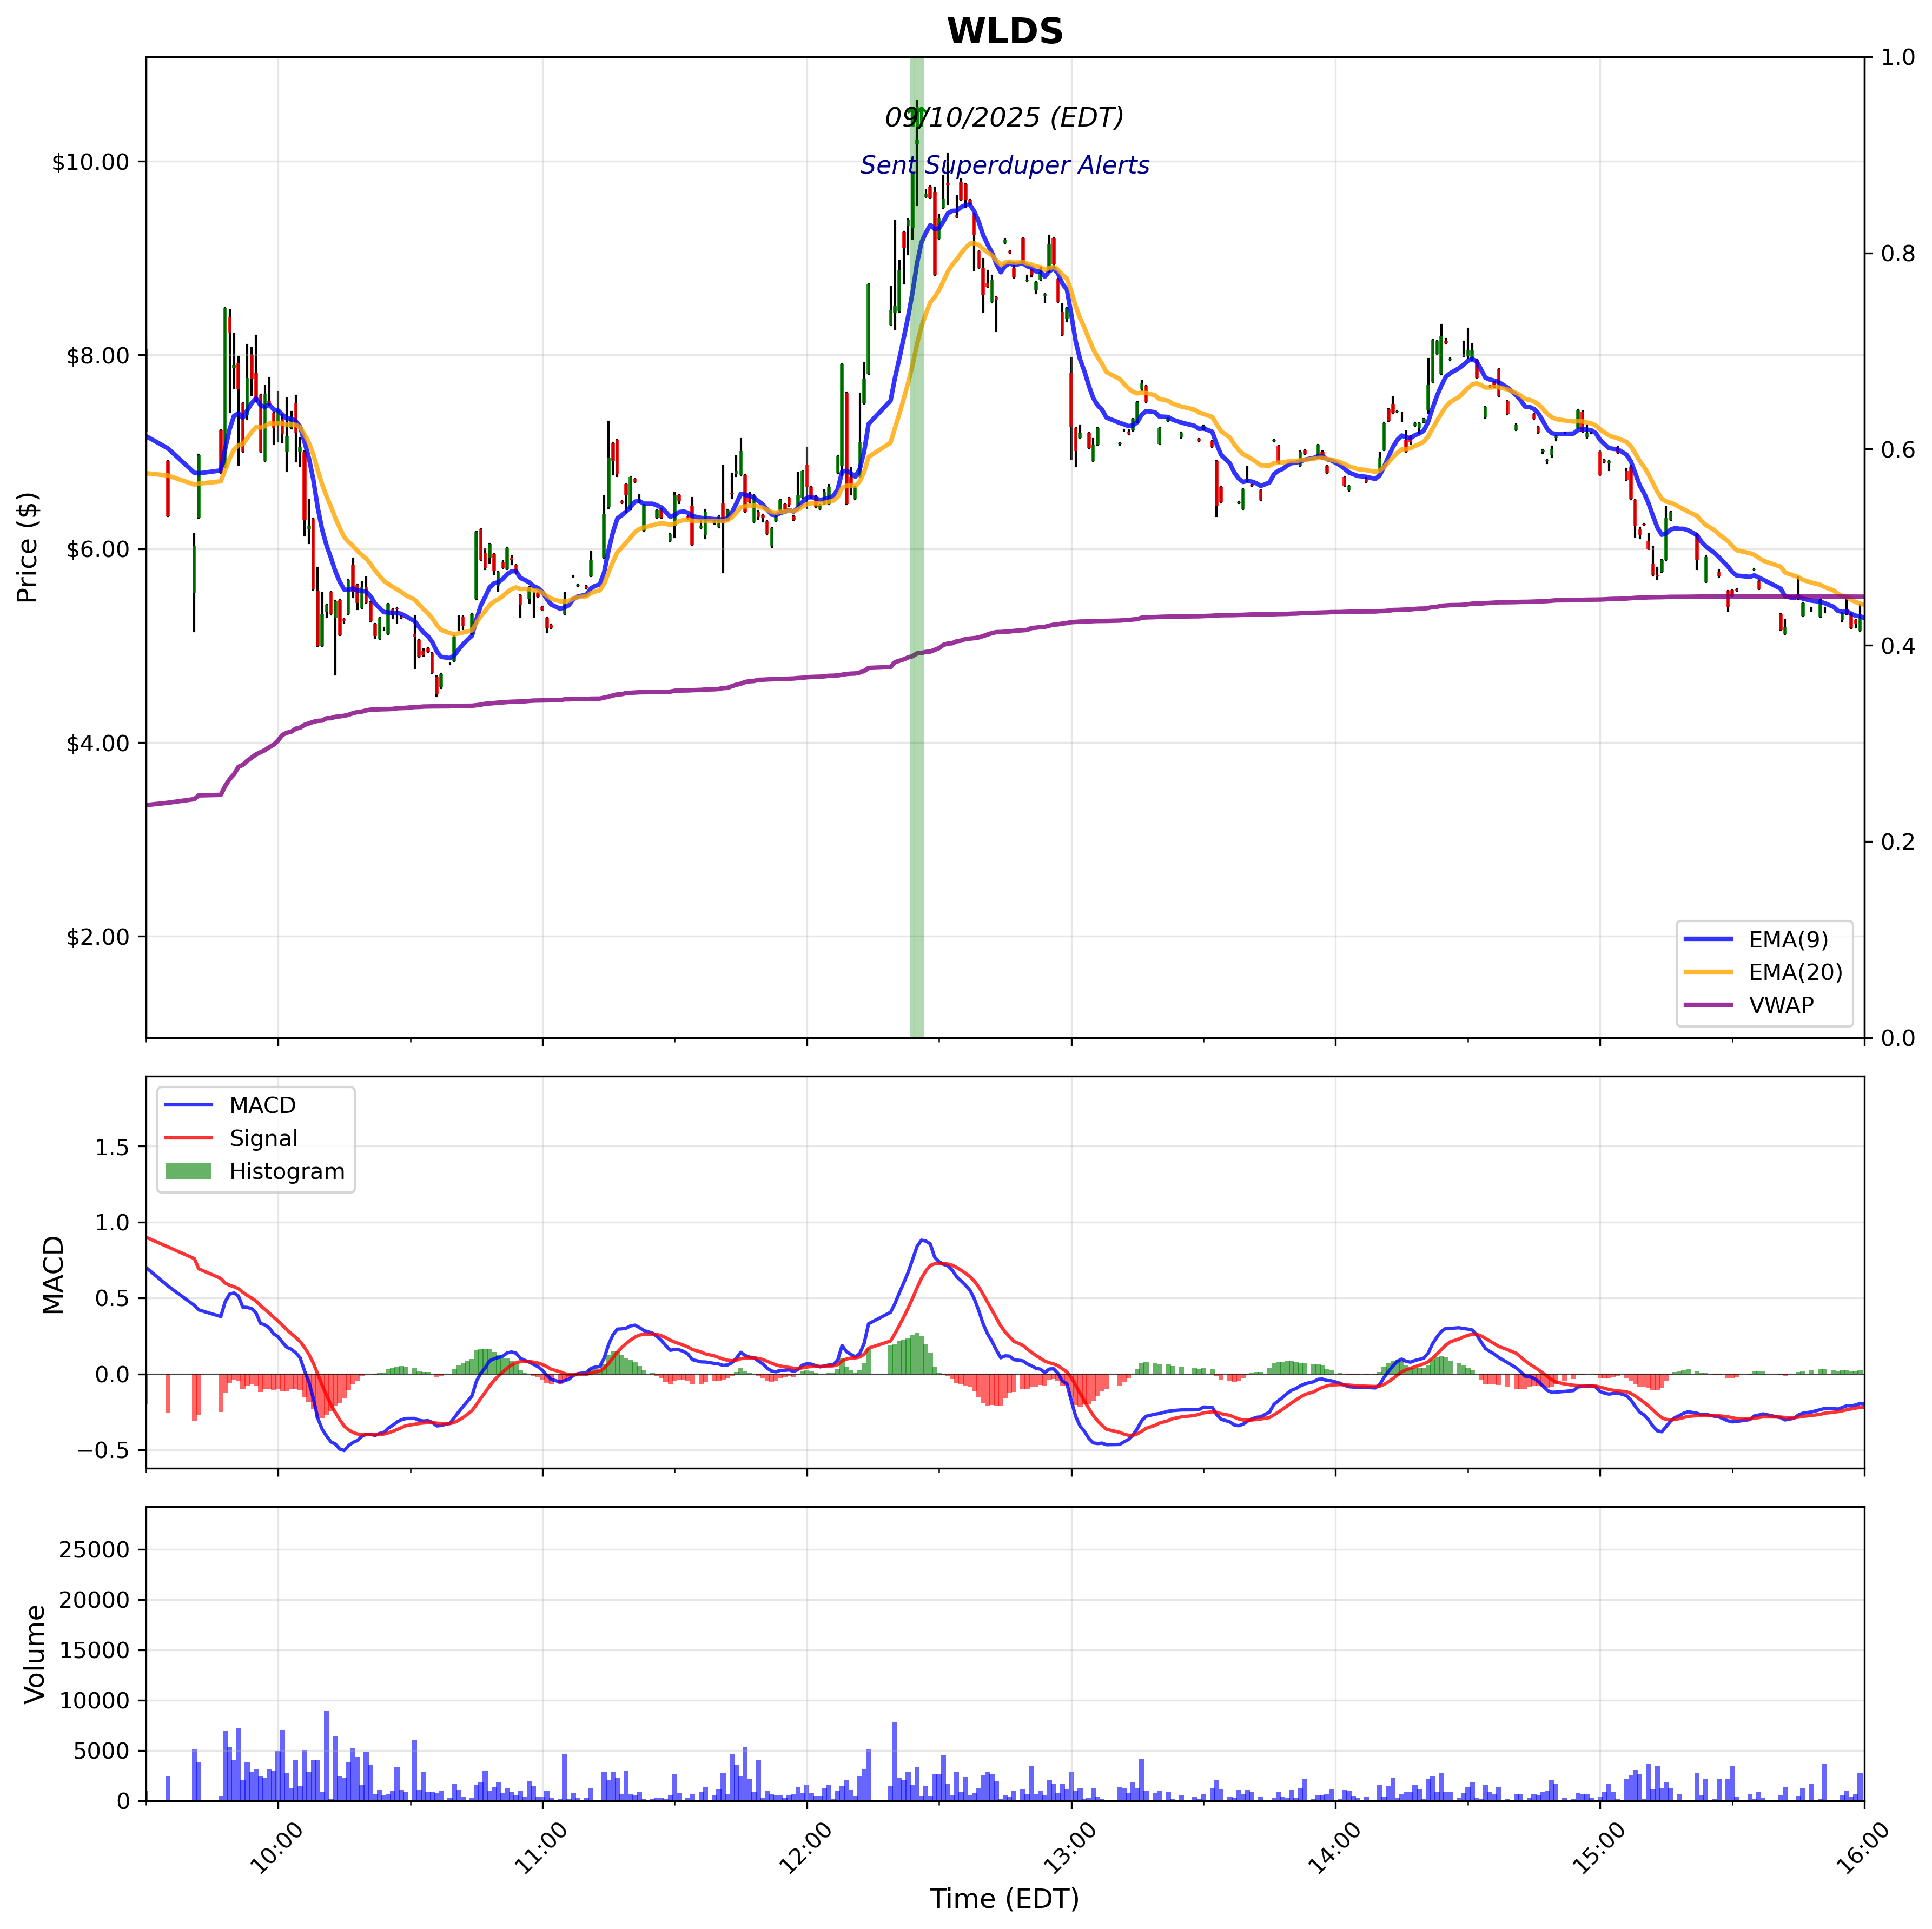 WLDS
09/10/2025 (EDT)
Sent Superduper Alerts
Price ($)
$10.00
$8.00
$6.00
$4.00
$2.00
1.0
0.8
0.6
0.4
0.2
0.0
EMA(9)
EMA(20)
VWAP
MACD
1.5
1.0
0.5
0.0
−0.5
MACD
Signal
Histogram
Volume
25000
20000
15000
10000
5000
0
10:00
11:00
12:00
13:00
14:00
15:00
16:00
Time (EDT)